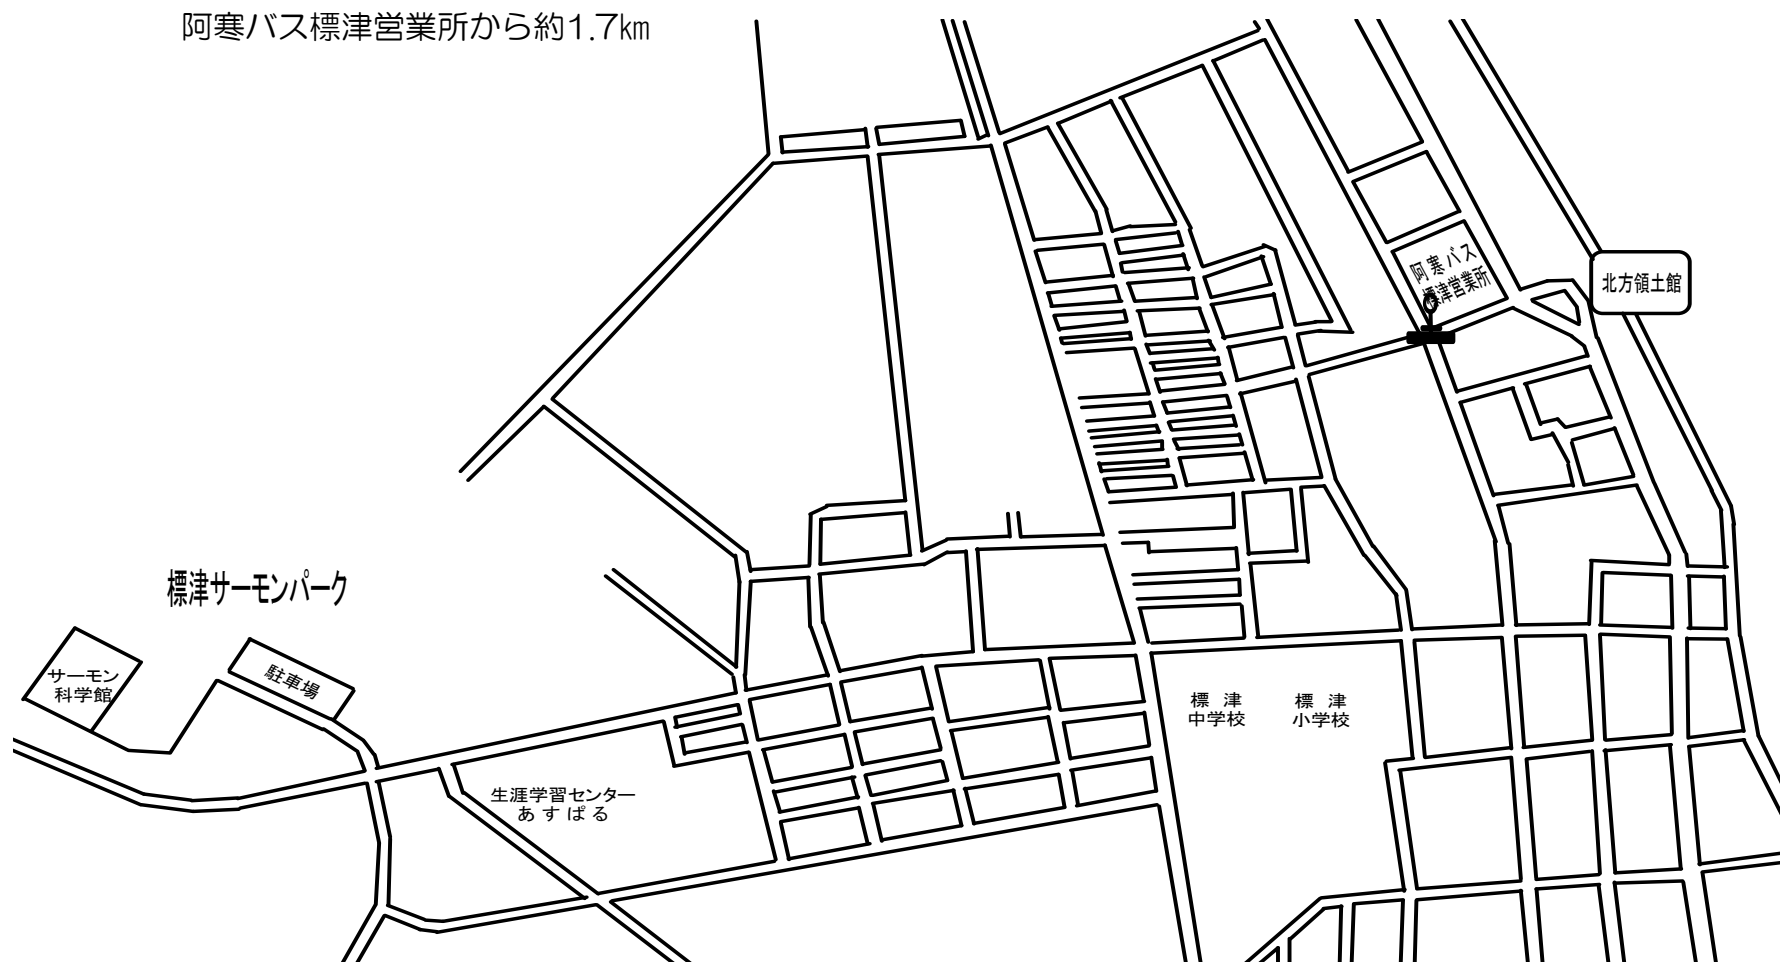 阿寒バス標津営業所から約1.7㎞
阿寒バス
標津営業所
北方領土館
標津サーモンパーク
サーモン
科学館
駐車場
標 津
中学校
標 津
小学校
生涯学習センター
あ す ぱ る